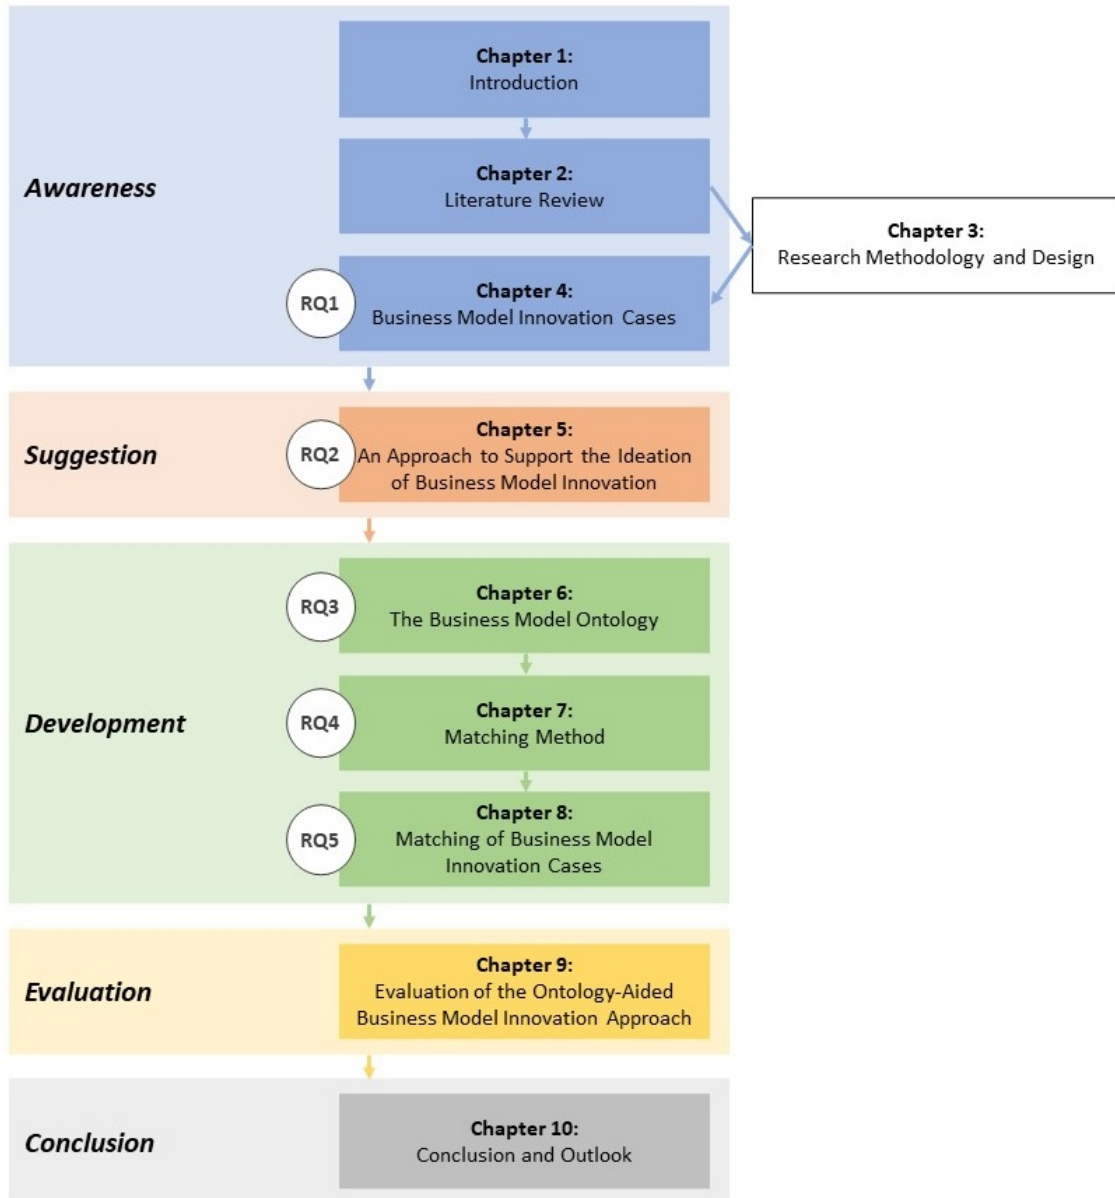 Chapter 1:
Introduction
Awareness
Chapter 2:
Literature Review
Chapter 3:
Research Methodology and Design
RQ1
Chapter 4:
Business Model Innovation Cases
Suggestion
RQ2
Chapter 5:
An Approach to Support the Ideation
of Business Model Innovation
RQ3
Chapter 6:
The Business Model Ontology
Development
RQ4
Chapter 7:
Matching Method
RQ5
Chapter 8:
Matching of Business Model
Innovation Cases
Evaluation
Chapter 9:
Evaluation of the Ontology-Aided
Business Model Innovation Approach
Conclusion
Chapter 10:
Conclusion and Outlook